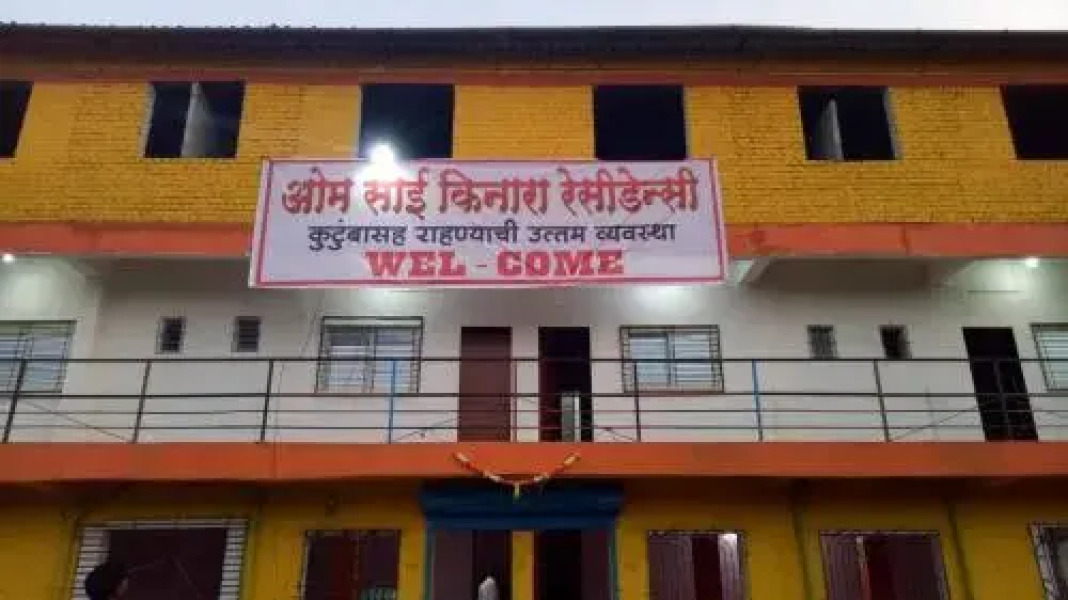 ओम साई किनारा रेसीडेन्सी
कुटुंबासह राहण्याची उत्तम व्यवस्था
WEL - COME